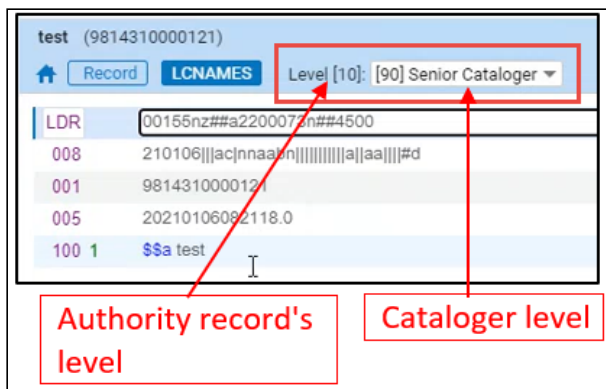 test (9814310000121)
Record LCNAMES Level [10]: [90] Senior Cataloger
LDR 00155nz##a2200073n##4500
008 210106|||ac|nnaabn|||||||||||a||aa||||#d
001 9814310000121
005 20210106082118.0
100 1 $$a test
Authority record's
level
Cataloger level